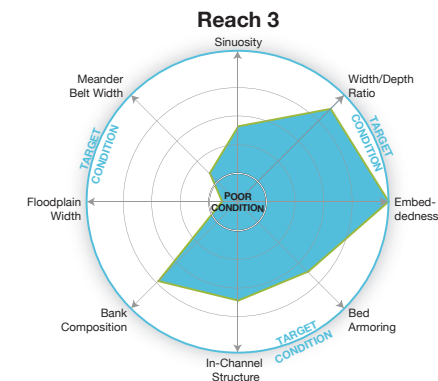 Reach 3
Sinuosity
Meander
Belt Width
Width/Depth
Ratio
TARGET
CONDITION
TARGET
CONDITION
POOR
CONDITION
Floodplain
Width
Embed-
dedness
Bank
Composition
Bed
Armoring
TARGET
CONDITION
In-Channel
Structure